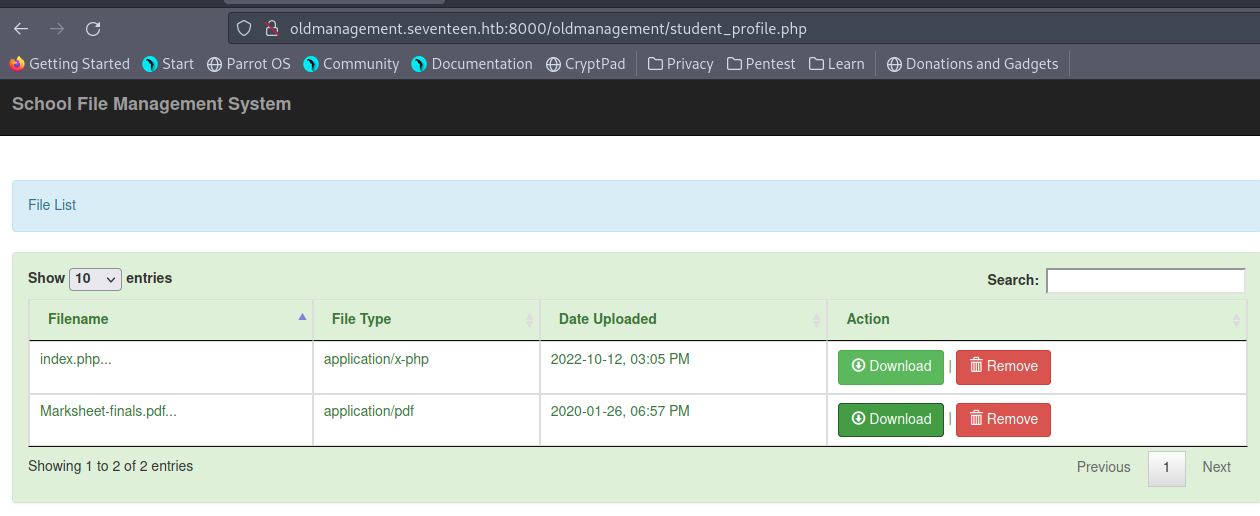 oldmanagement.seventeen.htb:8000/oldmanagement/student_profile.php
Getting Started Start Parrot OS Community Documentation CryptPad Privacy Pentest Learn Donations and Gadgets
School File Management System
File List
Show 10 entries Search:
Filename File Type Date Uploaded Action
index.php... application/x-php 2022-10-12, 03:05 PM Download | Remove
Marksheet-finals.pdf... application/pdf 2020-01-26, 06:57 PM Download | Remove
Showing 1 to 2 of 2 entries Previous 1 Next